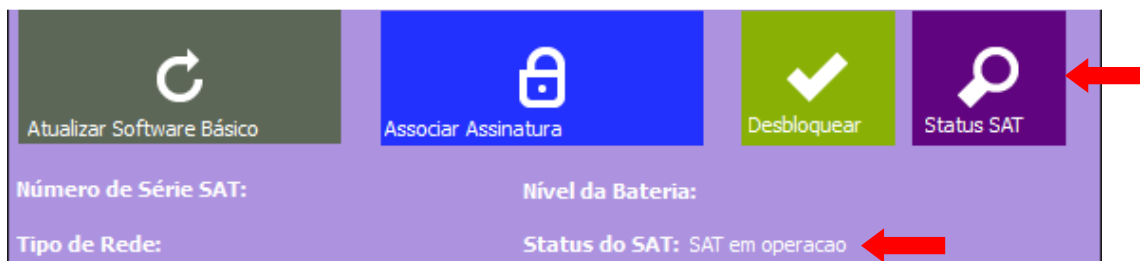 Atualizar Software Básico
Associar Assinatura
Desbloquear
Status SAT
Número de Série SAT:
Nível da Bateria:
Tipo de Rede:
Status do SAT: SAT em operacao